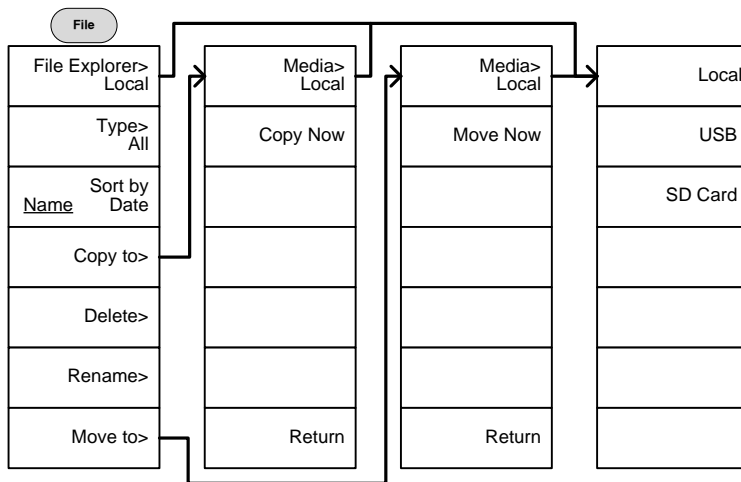 File
File Explorer>
Local
Type>
All
Sort by
Name Date
Copy to>
Delete>
Rename>
Move to>
Media>
Local
Copy Now
Return
Media>
Local
Move Now
Return
Local
USB
SD Card